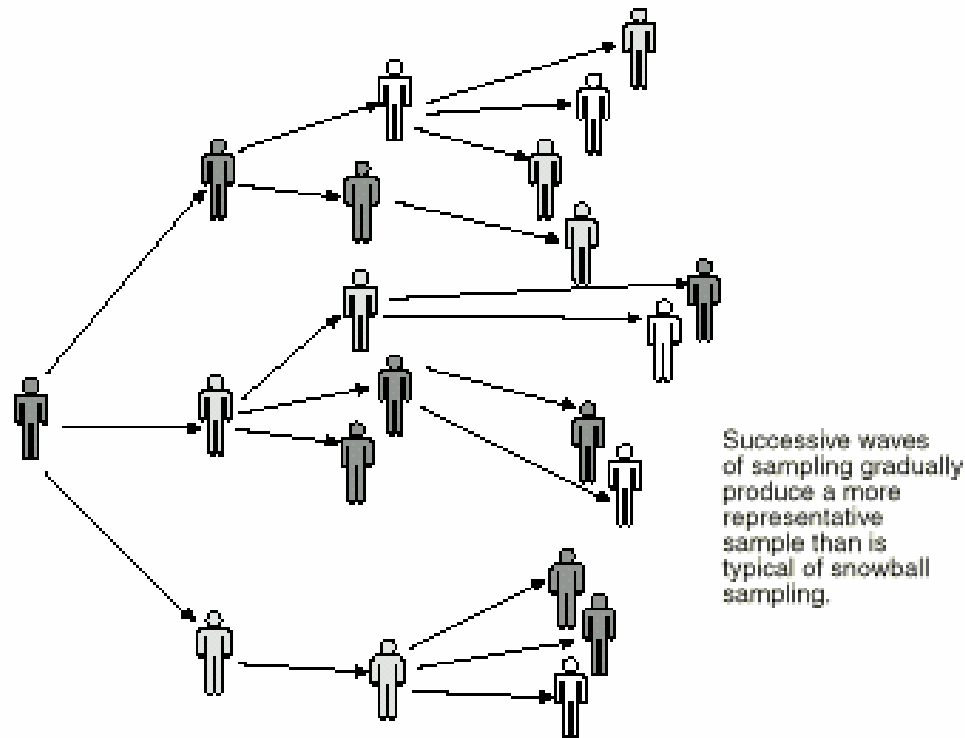 Successive waves
of sampling gradually
produce a more
representative
sample than is
typical of snowball
sampling.